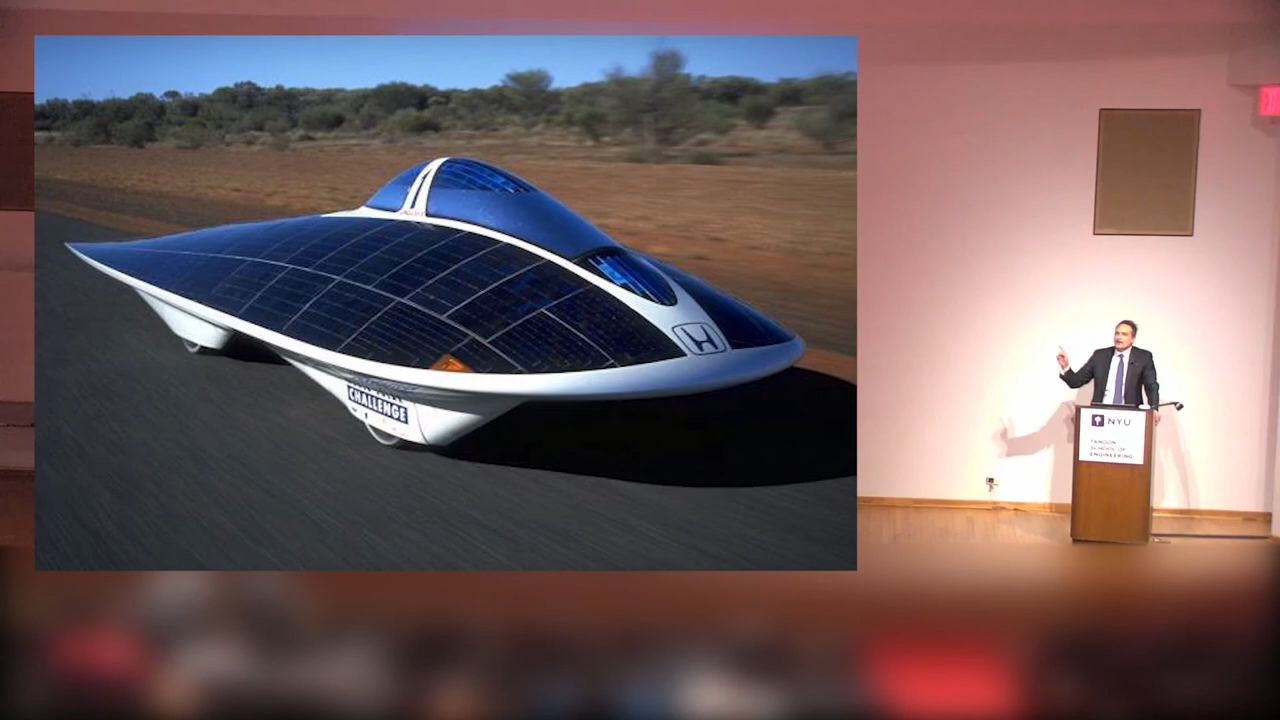 CHALLENGE
NYU
TANDON
SCHOOL OF
ENGINEERING